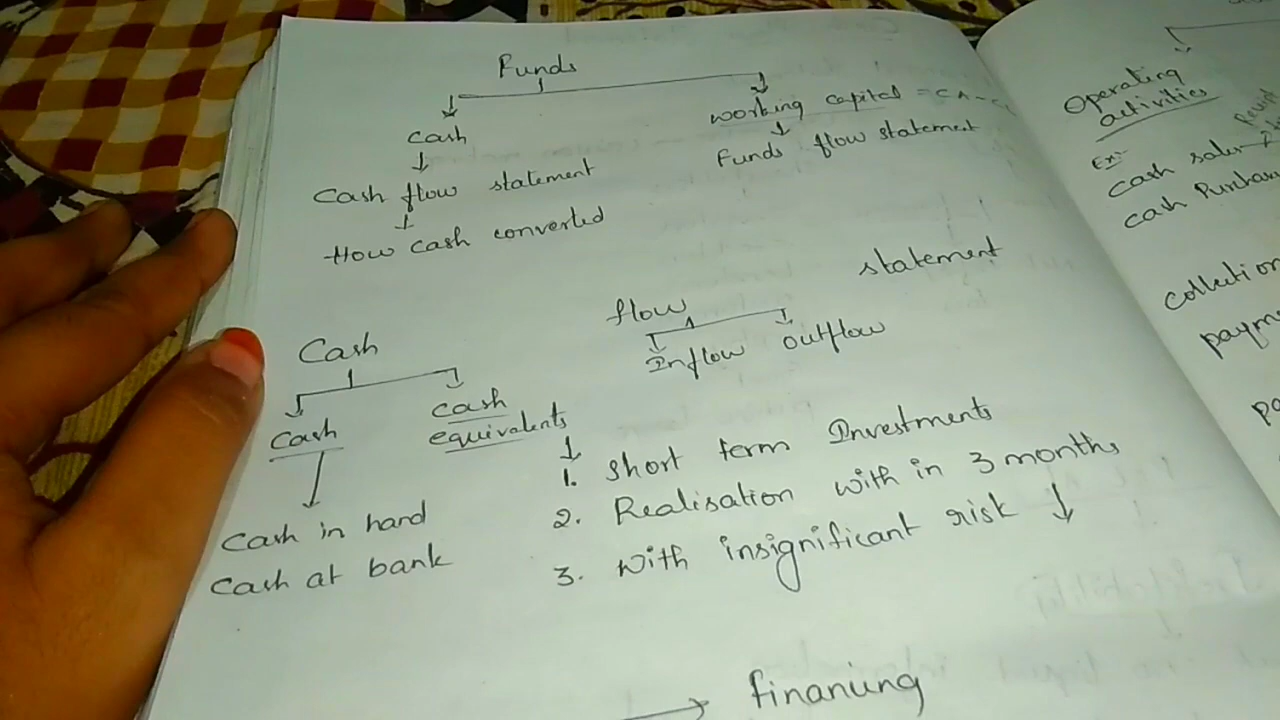 Funds
cash
working capital = CA -
Cash flow statement
Funds flow statement
How cash converted
statement
flow
Inflow outflow
Cash
Cash
cash equivalents
Cash in hand
Cash at bank
1. Short term Investments
2. Realisation with in 3 months
3. With insignificant risk ↓
financing
Operating
activities
Ex:-
cash sales
cash
collection